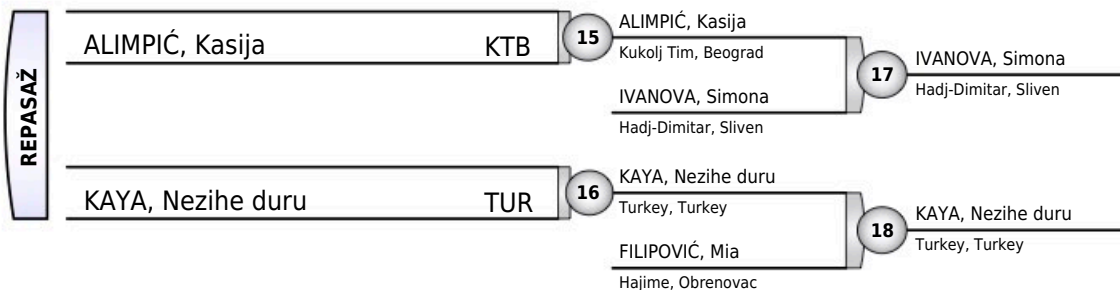 REPASAŽ
ALIMPIĆ, Kasija KTB
15
ALIMPIĆ, Kasija
Kukolj Tim, Beograd
IVANOVA, Simona
Hadj-Dimitar, Sliven
17
IVANOVA, Simona
Hadj-Dimitar, Sliven
KAYA, Nezihe duru TUR
16
KAYA, Nezihe duru
Turkey, Turkey
FILIPOVIĆ, Mia
Hajime, Obrenovac
18
KAYA, Nezihe duru
Turkey, Turkey